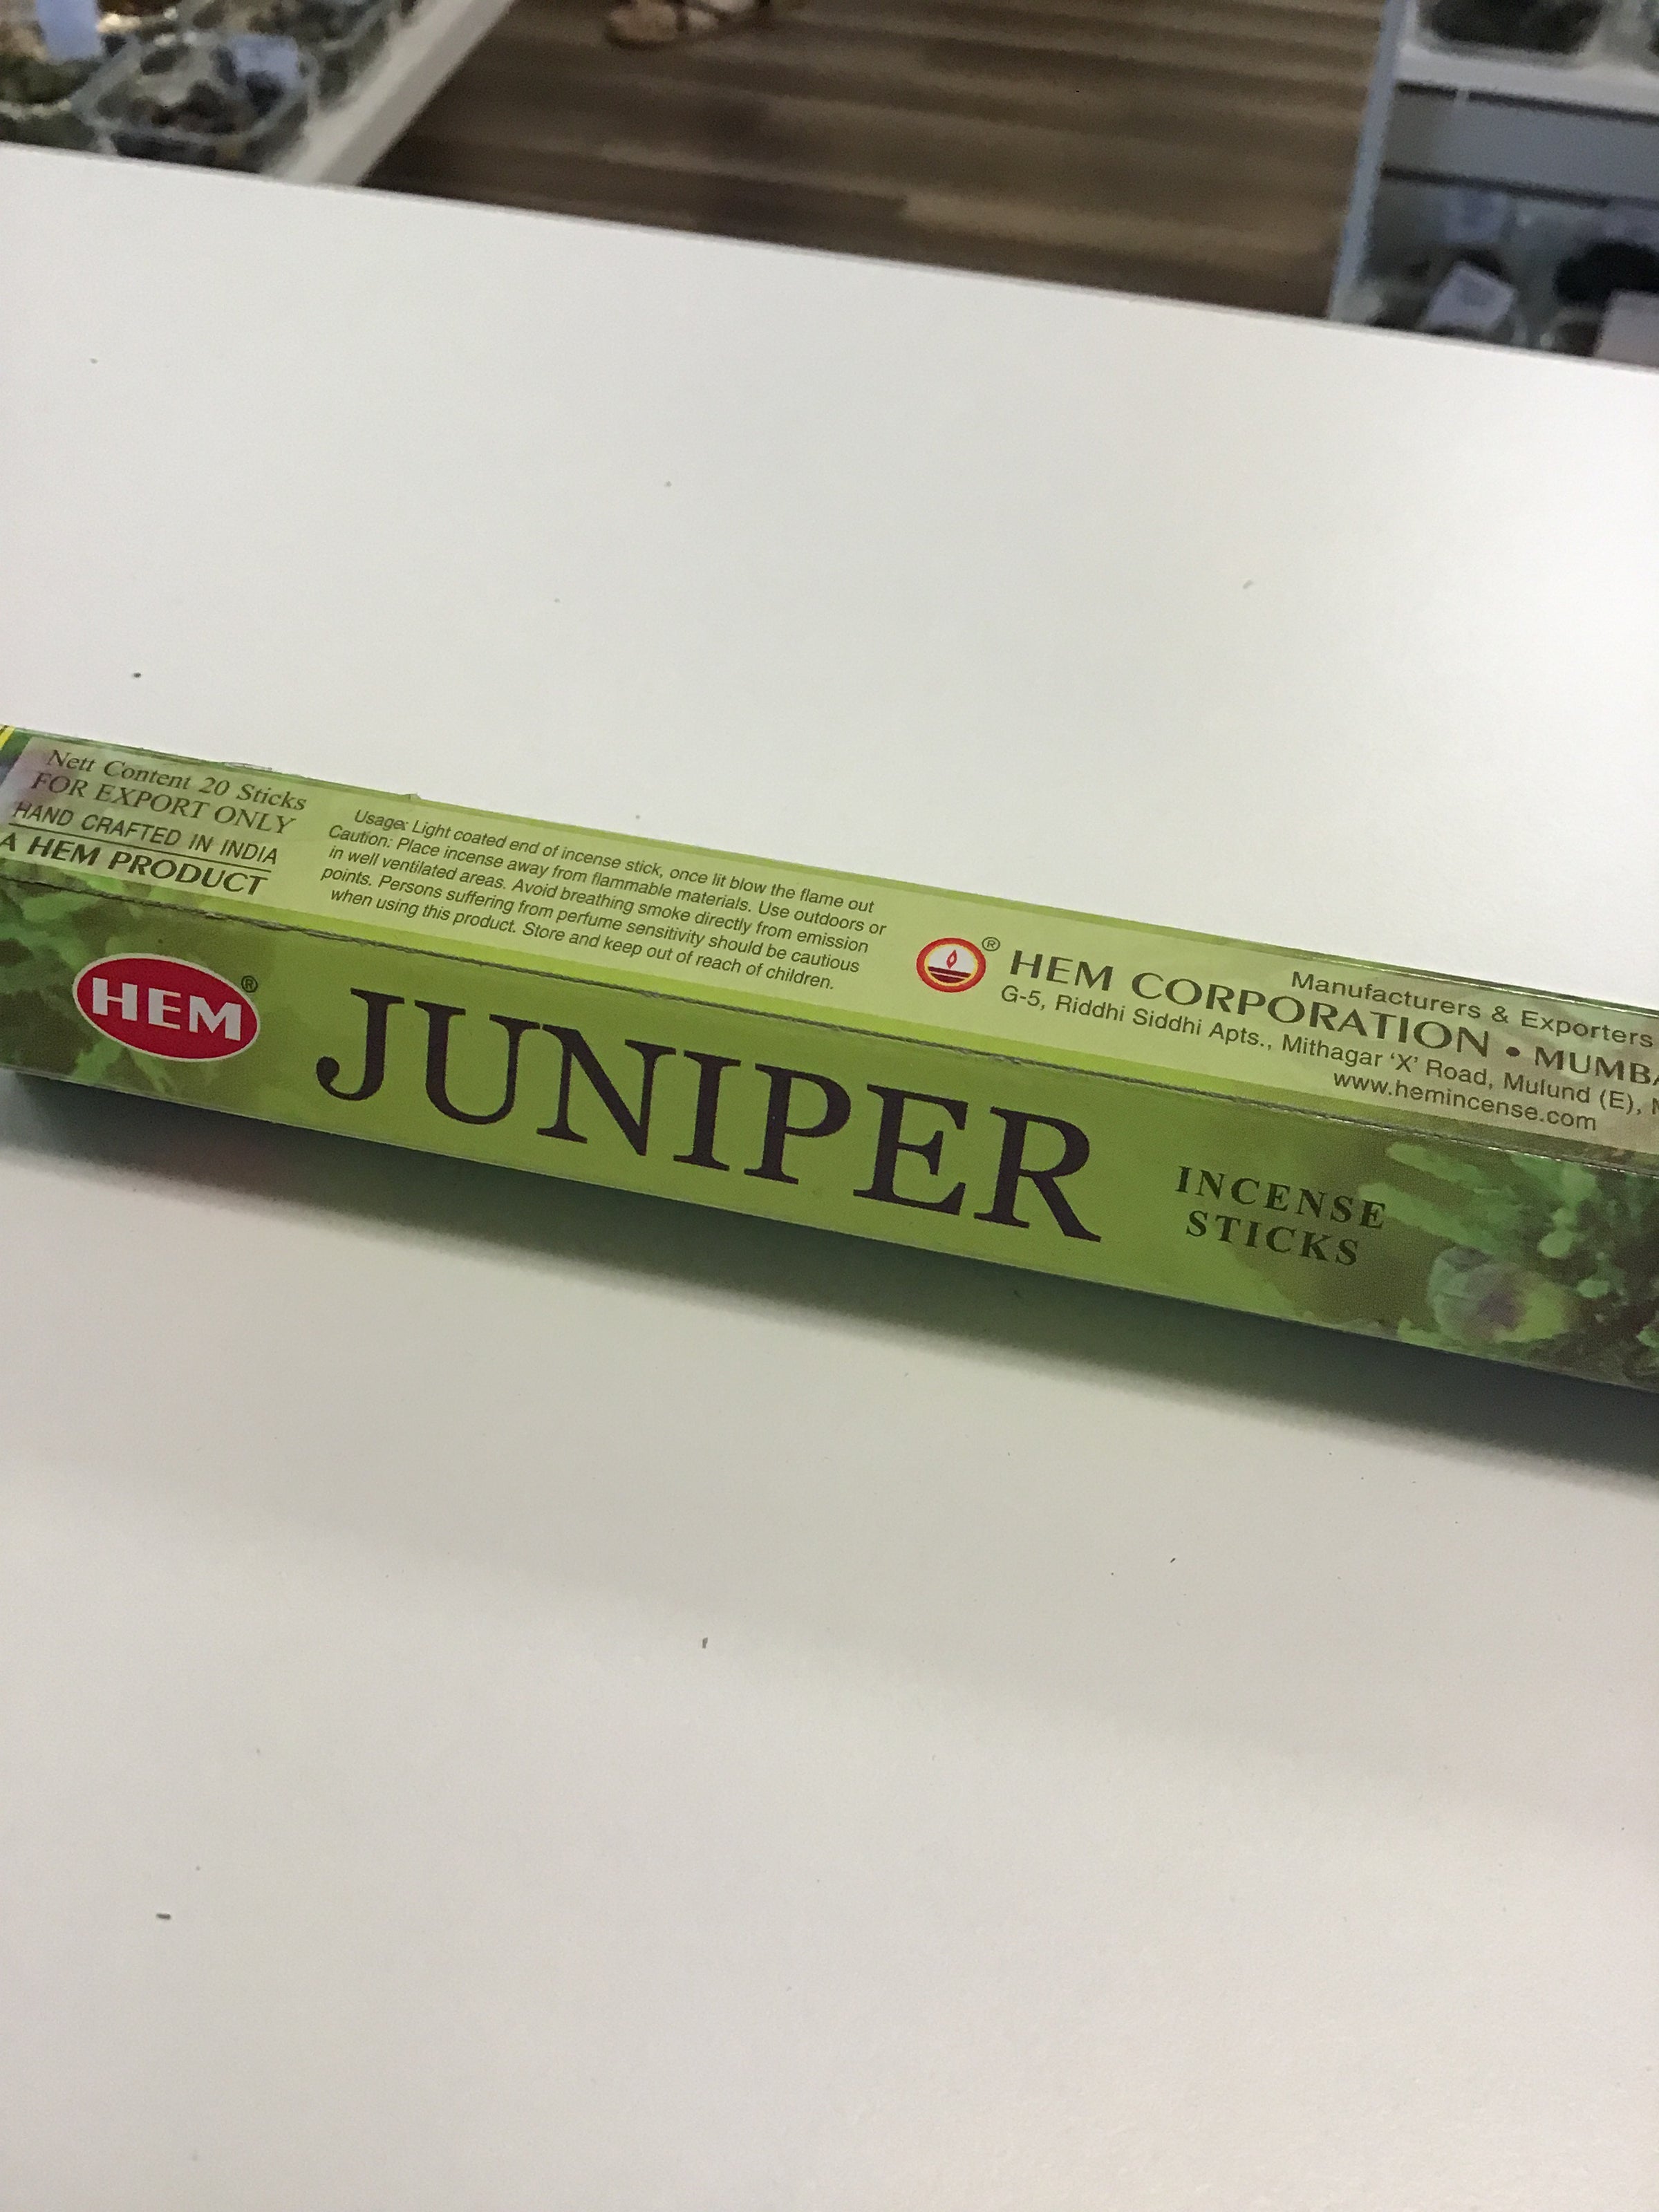 Nett Content 20 Sticks
FOR EXPORT ONLY
HAND CRAFTED IN INDIA
A HEM PRODUCT
Usage: Light coated end of incense stick, once lit blow the flame out
Caution: Place incense away from flammable materials. Use outdoors or
in well ventilated areas. Avoid breathing smoke directly from emission
points. Persons suffering from perfume sensitivity should be cautious
when using this product. Store and keep out of reach of children.
®
Manufacturers & Exporters
HEM CORPORATION • MUMBA
G-5, Riddhi Siddhi Apts., Mithagar 'X' Road, Mulund (E), M
www.hemincense.com
HEM ®
JUNIPER
INCENSE
STICKS